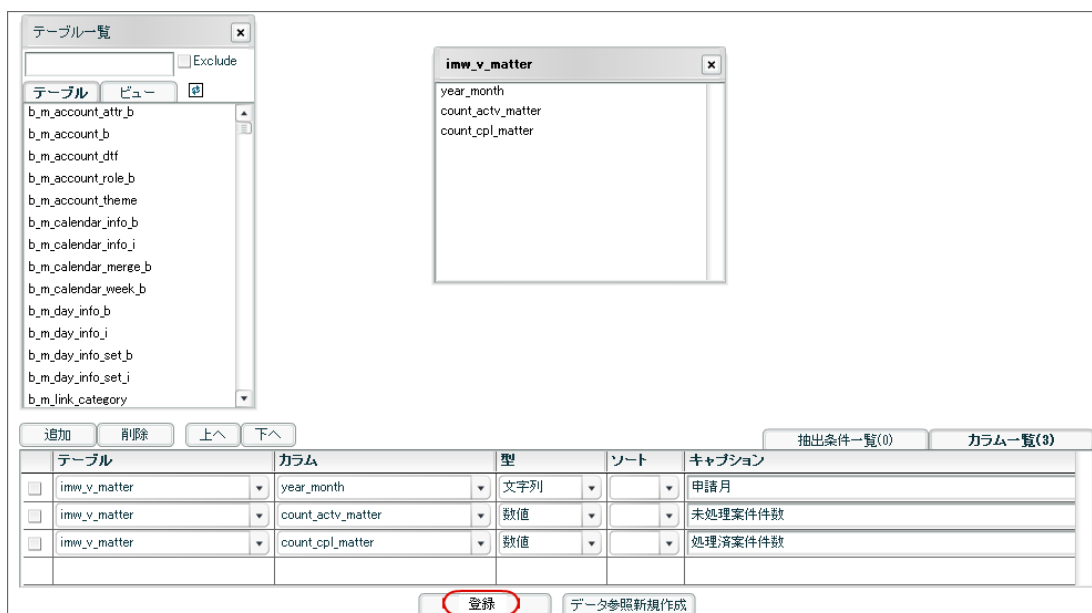 テーブル一覧
Exclude
テーブル ビュー
b_m_account_attr_b
b_m_account_b
b_m_account_dtf
b_m_account_role_b
b_m_account_theme
b_m_calendar_info_b
b_m_calendar_info_i
b_m_calendar_merge_b
b_m_calendar_week_b
b_m_day_info_b
b_m_day_info_i
b_m_day_info_set_b
b_m_day_info_set_i
b_m_link_category
imw_v_matter
year_month
count_actv_matter
count_cpl_matter
追加 削除 上へ 下へ 抽出条件一覧(0) カラム一覧(3)
テーブル カラム 型 ソート キャプション
imw_v_matter year_month 文字列 申請月
imw_v_matter count_actv_matter 数値 未処理案件件数
imw_v_matter count_cpl_matter 数値 処理済案件件数
登録 データ参照新規作成